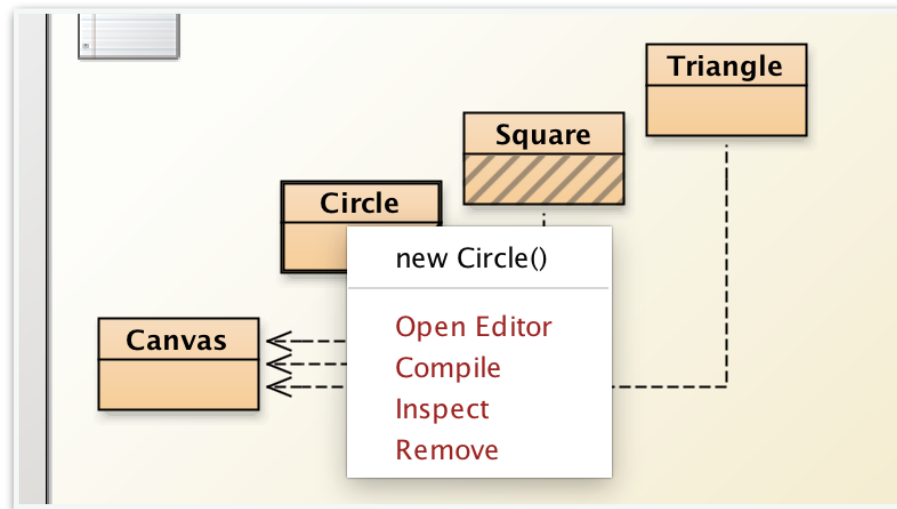 Triangle
Square
Circle
new Circle()
Open Editor
Canvas
Compile
Inspect
Remove